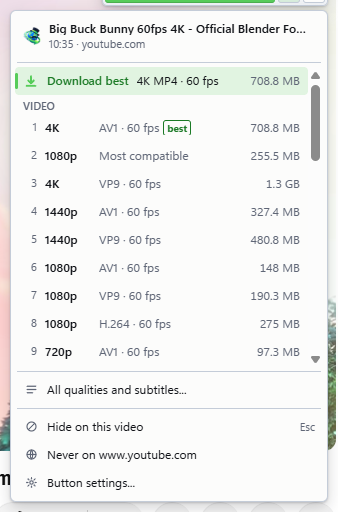 Big Buck Bunny 60fps 4K - Official Blender Fo...
10:35 · youtube.com
Download best 4K MP4 · 60 fps 708.8 MB
VIDEO
1 4K AV1 · 60 fps best 708.8 MB
2 1080p Most compatible 255.5 MB
3 4K VP9 · 60 fps 1.3 GB
4 1440p AV1 · 60 fps 327.4 MB
5 1440p VP9 · 60 fps 480.8 MB
6 1080p AV1 · 60 fps 148 MB
7 1080p VP9 · 60 fps 190.3 MB
8 1080p H.264 · 60 fps 275 MB
9 720p AV1 · 60 fps 97.3 MB
All qualities and subtitles...
Hide on this video Esc
Never on www.youtube.com
Button settings...